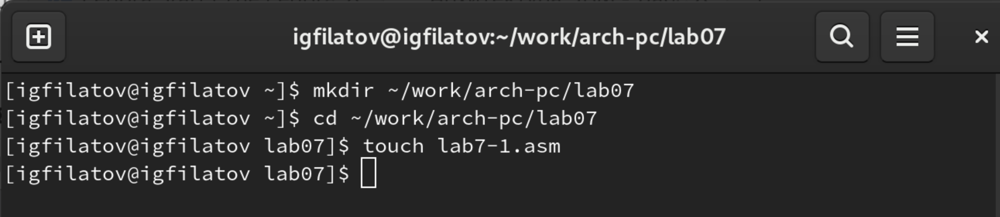 igfilatov@igfilatov:~/work/arch-pc/lab07
[igfilatov@igfilatov ~]$ mkdir ~/work/arch-pc/lab07
[igfilatov@igfilatov ~]$ cd ~/work/arch-pc/lab07
[igfilatov@igfilatov lab07]$ touch lab7-1.asm
[igfilatov@igfilatov lab07]$